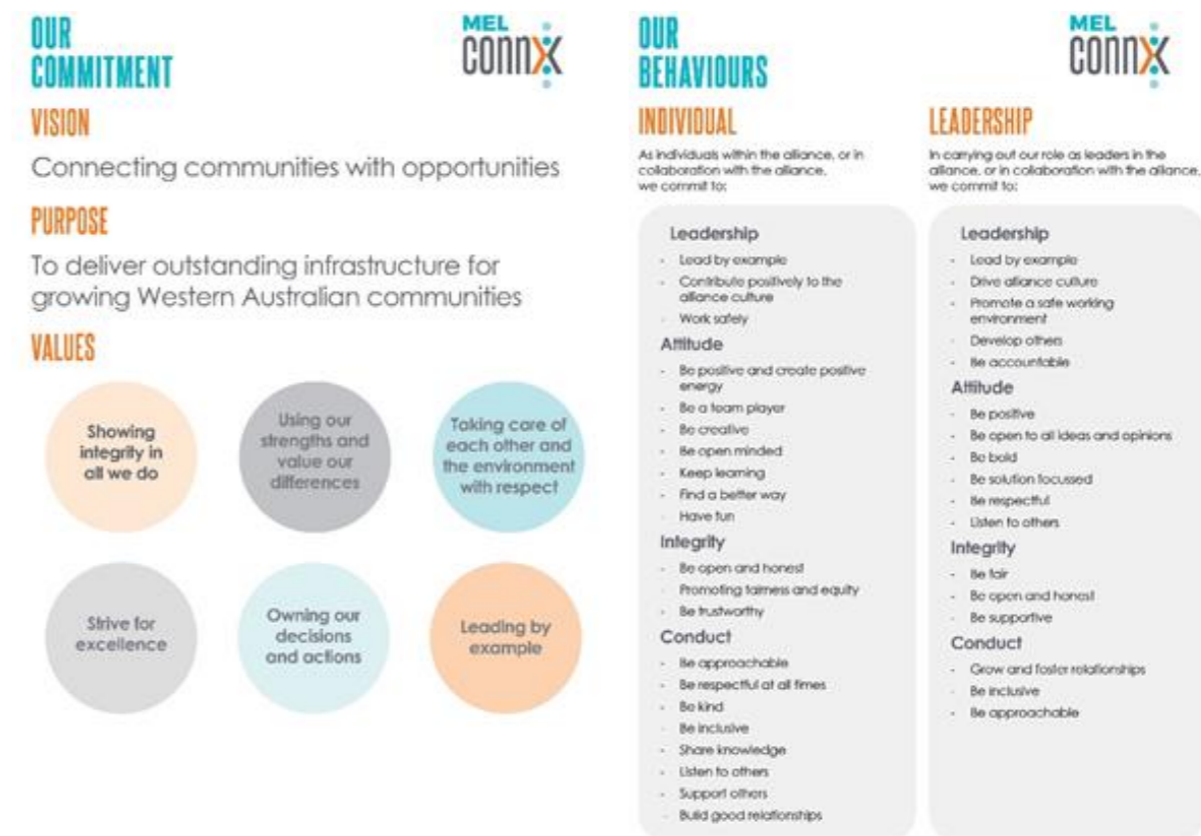 OUR
COMMITMENT
MEL
connx
VISION
Connecting communities with opportunities
PURPOSE
To deliver outstanding infrastructure for
growing Western Australian communities
VALUES
Showing
integrity in
all we do
Using our
strengths and
value our
differences
Taking care of
each other and
the environment
with respect
Strive for
excellence
Owning our
decisions
and actions
Leading by
example
OUR
BEHAVIOURS
MEL
connx
INDIVIDUAL
As individuals within the alliance, or in
collaboration with the alliance,
we commit to:
Leadership
- Lead by example
- Contribute positively to the
alliance culture
- Work safely
Attitude
- Be positive and create positive
energy
- Be a team player
- Be creative
- Be open minded
- Keep learning
- Find a better way
- Have fun
Integrity
- Be open and honest
- Promoting fairness and equity
- Be trustworthy
Conduct
- Be approachable
- Be respectful at all times
- Be kind
- Be inclusive
- Share knowledge
- Listen to others
- Support others
- Build good relationships
LEADERSHIP
In carrying out our role as leaders in the
alliance, or in collaboration with the alliance,
we commit to:
Leadership
- Lead by example
- Drive alliance culture
- Promote a safe working
environment
- Develop others
- Be accountable
Attitude
- Be positive
- Be open to all ideas and opinions
- Be bold
- Be solution focussed
- Be respectful
- Listen to others
Integrity
- Be fair
- Be open and honest
- Be supportive
Conduct
- Grow and foster relationships
- Be inclusive
- Be approachable